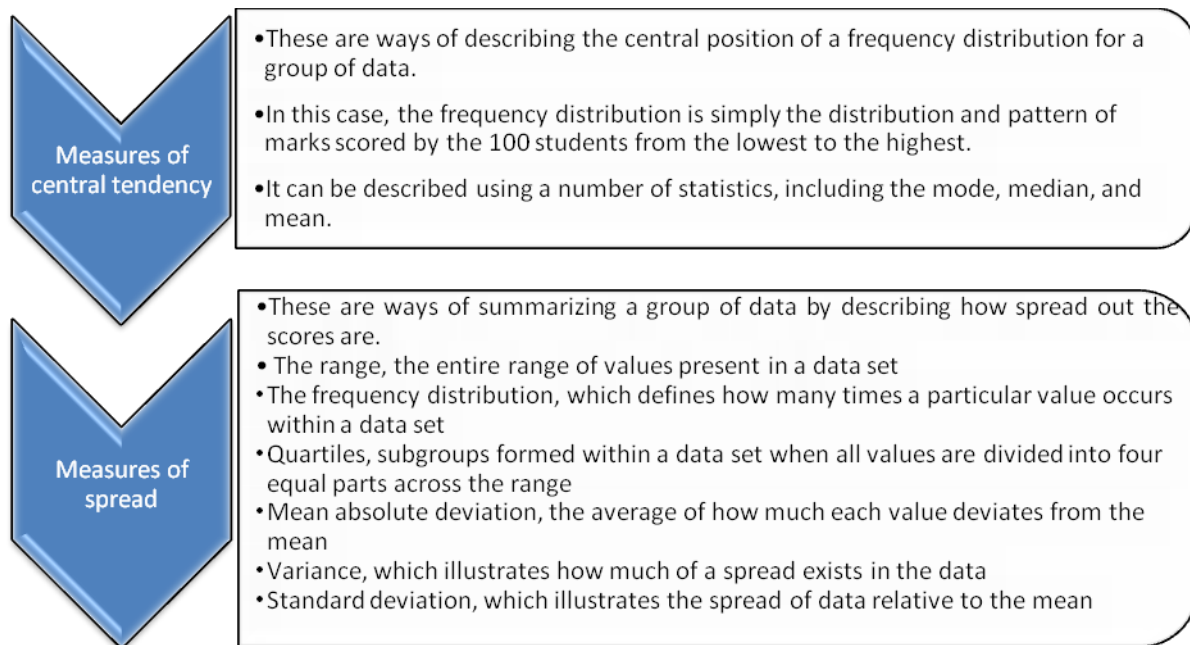 Measures of
central tendency
•These are ways of describing the central position of a frequency distribution for a
group of data.
•In this case, the frequency distribution is simply the distribution and pattern of
marks scored by the 100 students from the lowest to the highest.
•It can be described using a number of statistics, including the mode, median, and
mean.
Measures of
spread
•These are ways of summarizing a group of data by describing how spread out the
scores are.
• The range, the entire range of values present in a data set
•The frequency distribution, which defines how many times a particular value occurs
within a data set
•Quartiles, subgroups formed within a data set when all values are divided into four
equal parts across the range
•Mean absolute deviation, the average of how much each value deviates from the
mean
•Variance, which illustrates how much of a spread exists in the data
•Standard deviation, which illustrates the spread of data relative to the mean